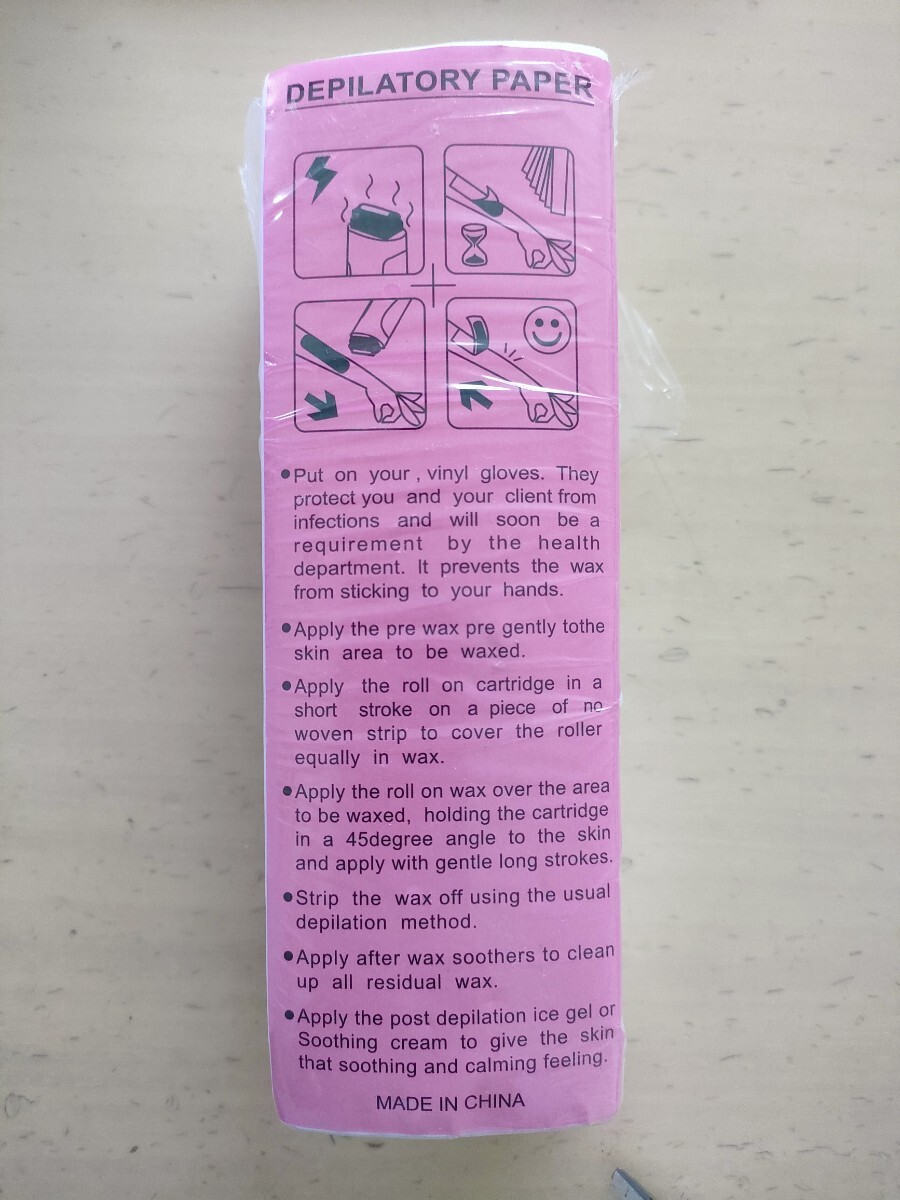 DEPILATORY PAPER
•Put on your , vinyl gloves. They
protect you and your client from
infections and will soon be a
requirement by the health
department. It prevents the wax
from sticking to your hands.
•Apply the pre wax pre gently tothe
skin area to be waxed.
•Apply the roll on cartridge in a
short stroke on a piece of no
woven strip to cover the roller
equally in wax.
•Apply the roll on wax over the area
to be waxed, holding the cartridge
in a 45degree angle to the skin
and apply with gentle long strokes.
•Strip the wax off using the usual
depilation method.
•Apply after wax soothers to clean
up all residual wax.
•Apply the post depilation ice gel or
Soothing cream to give the skin
that soothing and calming feeling.
MADE IN CHINA